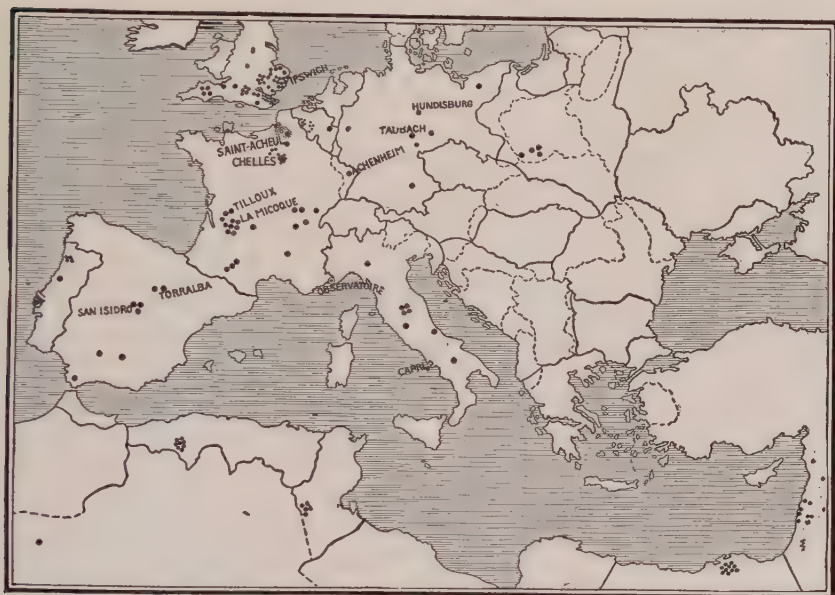 IPSWICH
HUNDISBURG
TAUBACH
SAINT-ACHEUL
CHELLES
ACHENHEIM
TILLOUX
LA MICOQUE
OBSERVATOIRE
TORRALBA
SAN ISIDRO
CAPRI